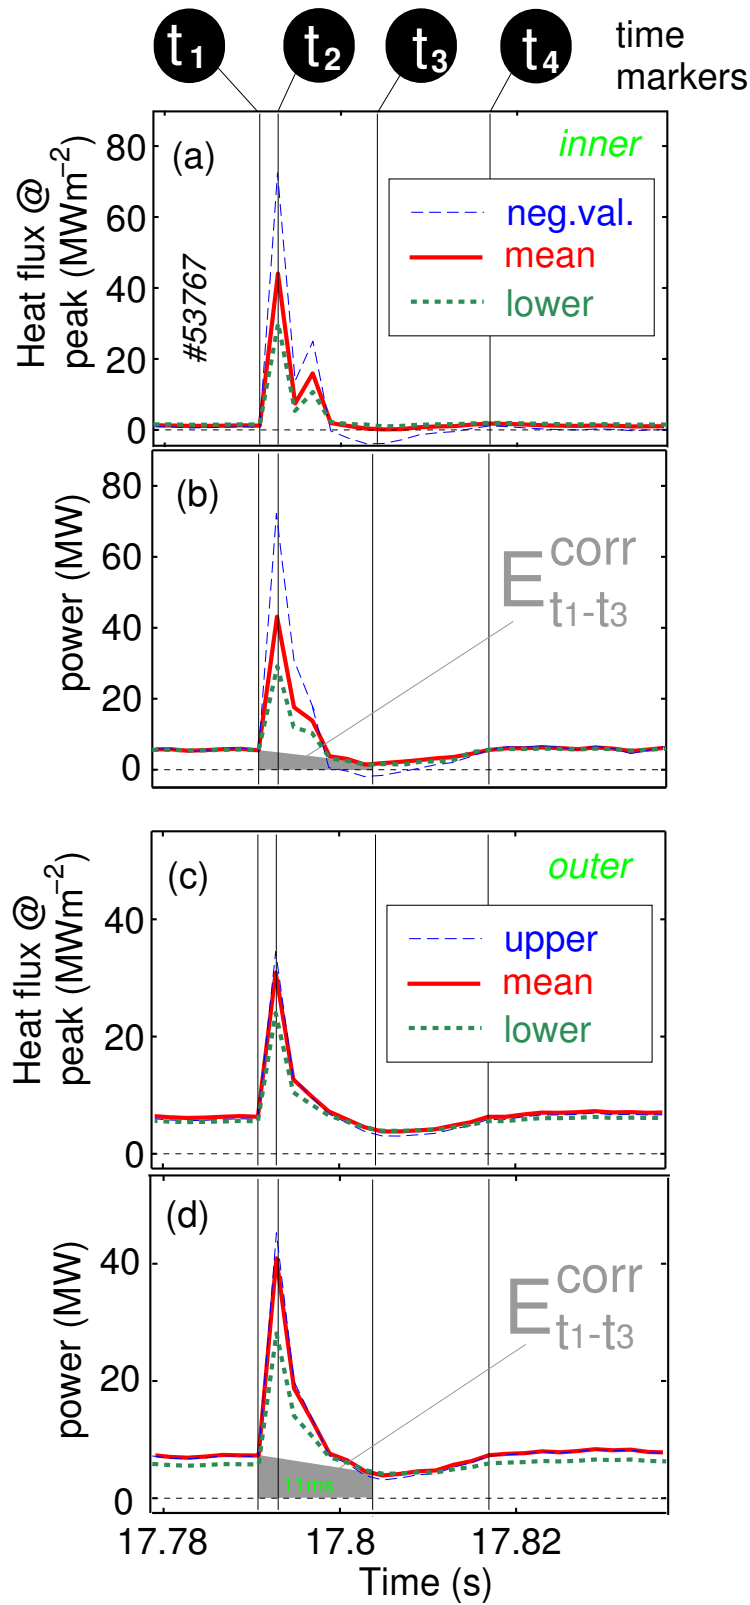 t1 t2 t3 t4 time
markers
(a) inner
Heat flux @
peak (MWm−2)
80
60
40
20
0
#53767
neg.val.
mean
lower
(b)
power (MW)
80
60
40
20
0
E corr t1-t3
(c) outer
Heat flux @
peak (MWm−2)
40
20
0
upper
mean
lower
(d)
power (MW)
40
20
0
E corr t1-t3
11ms
17.78 17.8 17.82
Time (s)